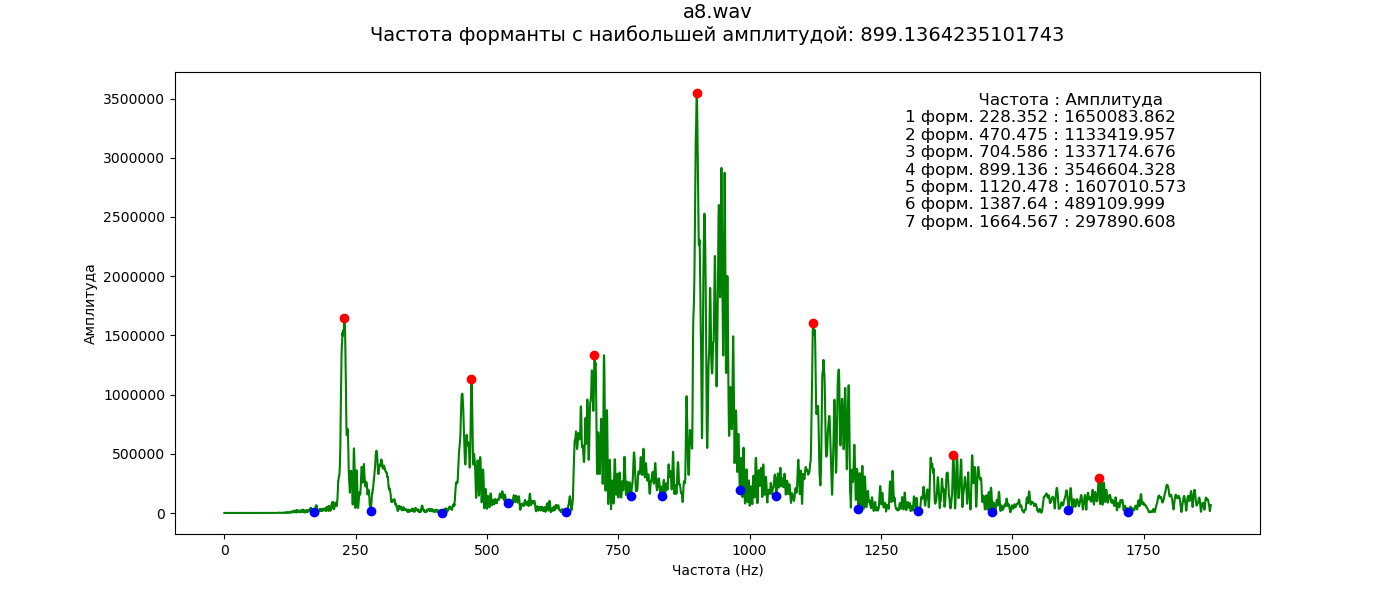 a8.wav
Частота форманты с наибольшей амплитудой: 899.1364235101743
Частота : Амплитуда
1 форм. 228.352 : 1650083.862
2 форм. 470.475 : 1133419.957
3 форм. 704.586 : 1337174.676
4 форм. 899.136 : 3546604.328
5 форм. 1120.478 : 1607010.573
6 форм. 1387.64 : 489109.999
7 форм. 1664.567 : 297890.608
3500000
3000000
2500000
2000000
1500000
1000000
500000
0
Амплитуда
0 250 500 750 1000 1250 1500 1750
Частота (Hz)